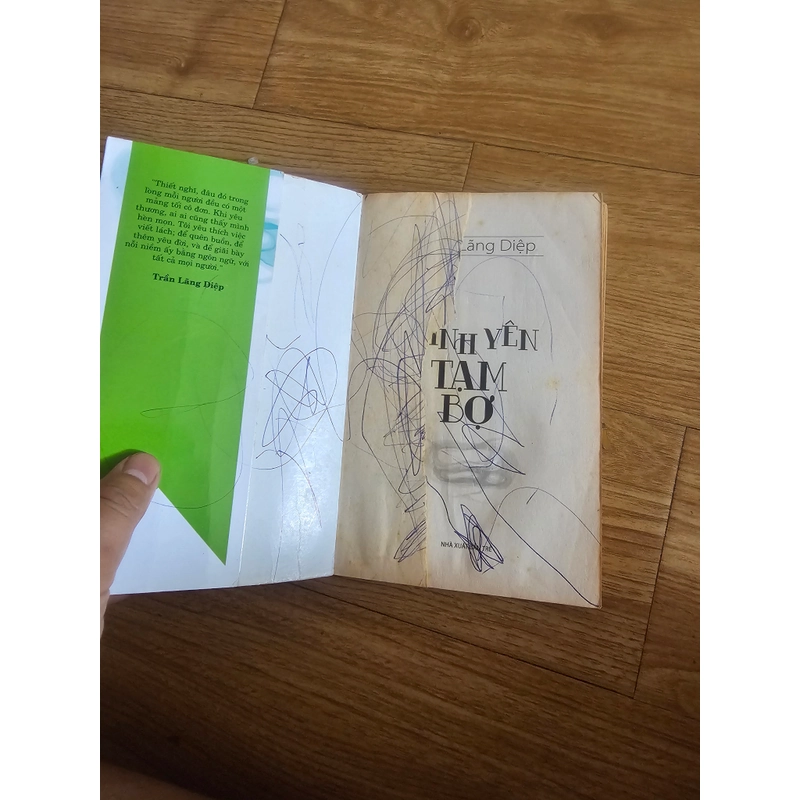 "Thiết nghĩ, đâu đó trong
lòng mỗi người đều có một
mảng tối cô đơn. Khi yêu
thương, ai ai cũng thấy mình
hèn mọn. Tôi yêu thích việc
viết lách; để quên buồn, để
thêm yêu đời, và để giải bày
nỗi niềm ấy bằng ngôn ngữ, với
tất cả mọi người."
Trần Lãng Diệp
Lãng Diệp
INH YÊN
TẠM
BỢ
NHÀ XUẤT TRẺ